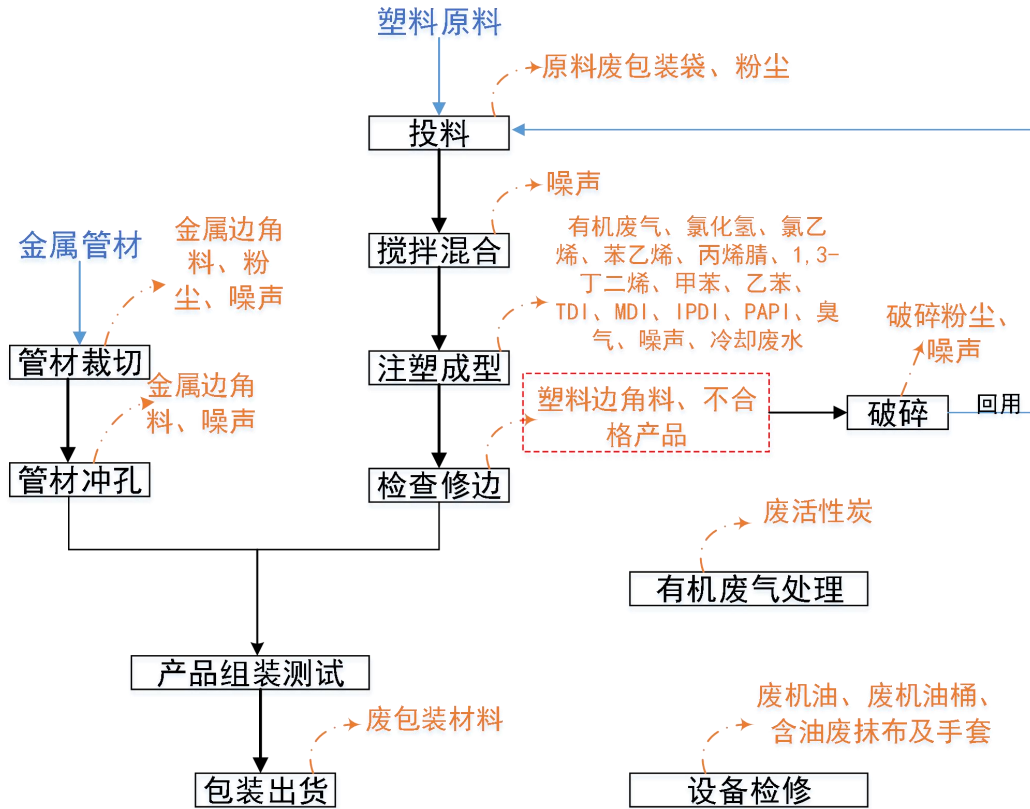 塑料原料
原料废包装袋、粉尘
投料
噪声
搅拌混合
有机废气、氯化氢、氯乙
烯、苯乙烯、丙烯腈、1,3-
丁二烯、甲苯、乙苯、
TDI、MDI、IPDI、PAPI、臭
气、噪声、冷却废水
注塑成型
金属管材
金属边角
料、粉
尘、噪声
管材裁切
金属边角
料、噪声
管材冲孔
塑料边角料、不合
格产品
破碎粉尘、
噪声
破碎
回用
检查修边
废活性炭
有机废气处理
产品组装测试
废包装材料
包装出货
废机油、废机油桶、
含油废抹布及手套
设备检修